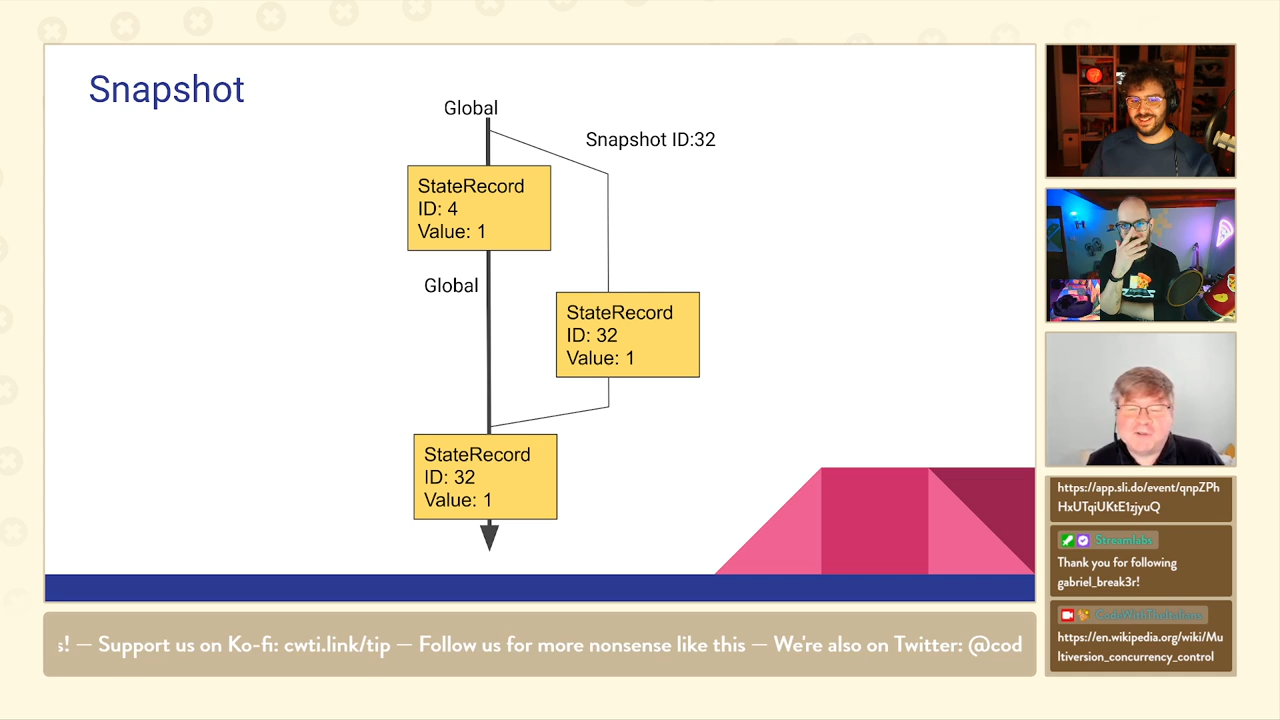 Snapshot
Global
Snapshot ID:32
StateRecord
ID: 4
Value: 1
Global
StateRecord
ID: 32
Value: 1
StateRecord
ID: 32
Value: 1
s! — Support us on Ko-fi: cwti.link/tip — Follow us for more nonsense like this — We're also on Twitter: @cod
https://app.sli.do/event/qnpZPh
HxUTqiUKtE1zjyuQ
Streamlabs
Thank you for following
gabriel_break3r!
CodeWithTheItalians
https://en.wikipedia.org/wiki/Mu
ltiversion_concurrency_control